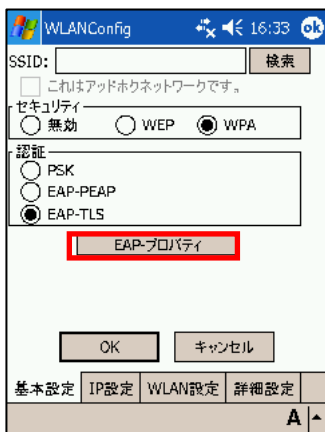 WLANConfig 16:33 ok
SSID: 検索
これはアッドホクネットワークです。
セキュリティ
無効 WEP WPA
認証
PSK
EAP-PEAP
EAP-TLS
EAP-プロパティ
OK キャンセル
基本設定 IP設定 WLAN設定 詳細設定
A